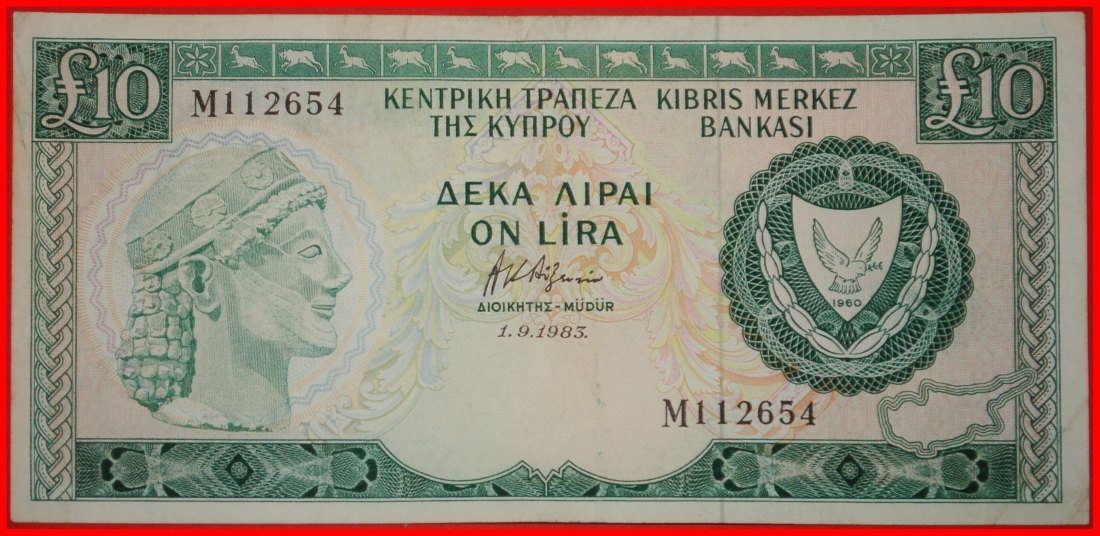 £10
£10
M112654
ΚΕΝΤΡΙΚΗ ΤΡΑΠΕΖΑ
ΤΗΣ ΚΥΠΡΟΥ
KIBRIS MERKEZ
BANKASI
ΔΕΚΑ ΛΙΡΑΙ
ON LİRA
ΔΙΟΙΚΗΤΗΣ - MÜDÜR
1.9.1983.
1960
M112654